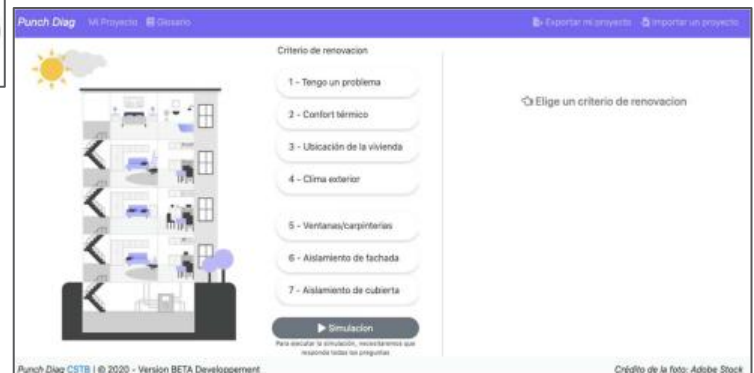 Punch Diag Mi Proyecto Glosario Exportar mi proyecto Importar un proyecto
Criterio de renovacion
1 - Tengo un problema
2 - Confort térmico
3 - Ubicación de la vivienda
4 - Clima exterior
5 - Ventanas/carpinterias
6 - Aislamiento de fachada
7 - Aislamiento de cubierta
Simulacion
Para ejecutar la simulación, necesitaremos que
responda todas las preguntas
Elige un criterio de renovacion
Punch Diag CSTB | © 2020 - Version BETA Developpement
Crédito de la foto: Adobe Stock